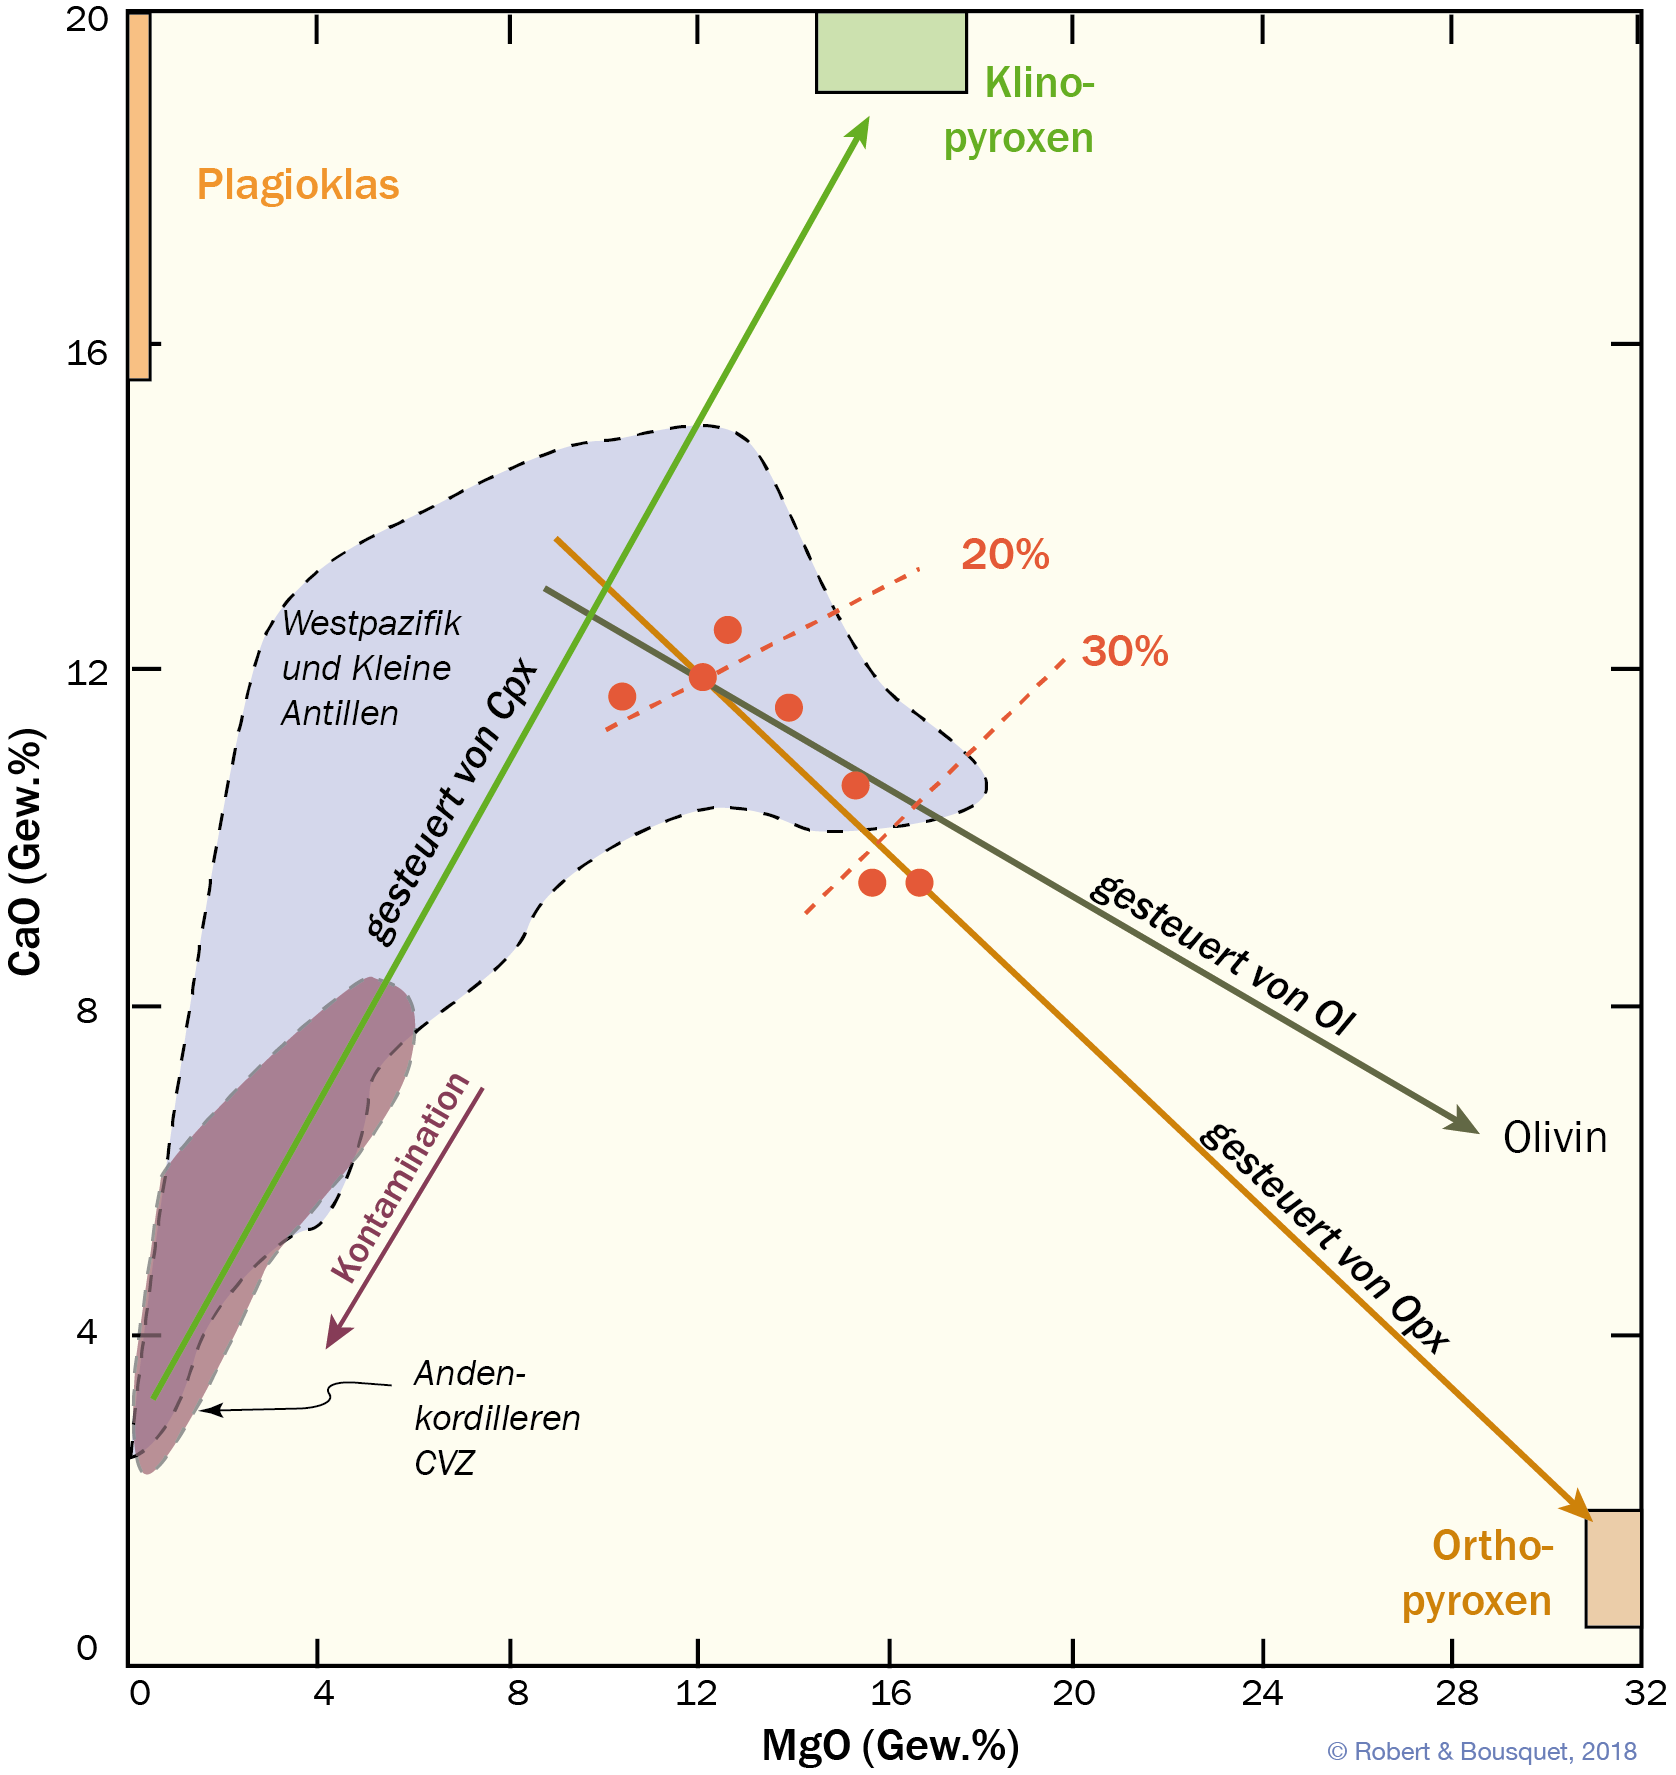 20
16
12
8
4
0
CaO (Gew.%)
0 4 8 12 16 20 24 28 32
MgO (Gew.%)
Plagioklas
Klino-
pyroxen
20%
30%
Westpazifik
und Kleine
Antillen
gesteuert von Cpx
gesteuert von Ol
gesteuert von Opx
Olivin
Kontamination
Anden-
kordilleren
CVZ
Ortho-
pyroxen
© Robert & Bousquet, 2018